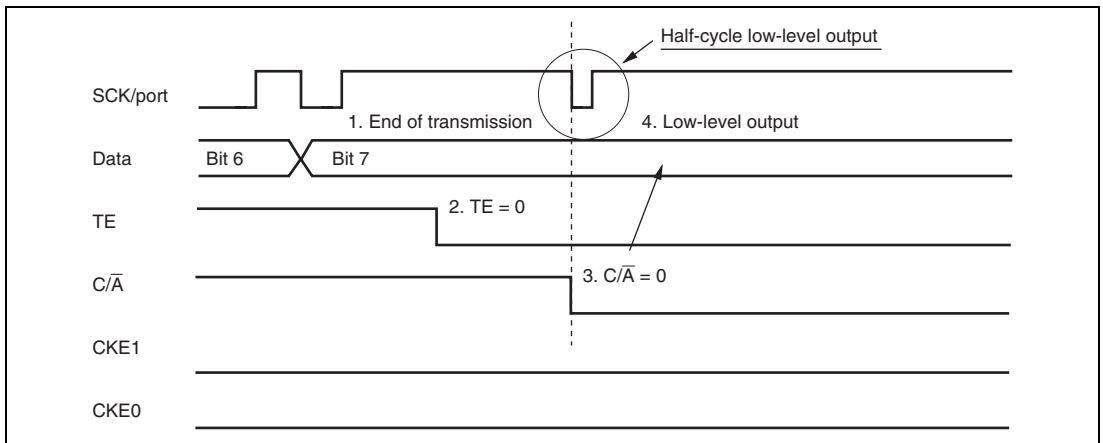 Half-cycle low-level output
SCK/port
1. End of transmission
4. Low-level output
Data
Bit 6
Bit 7
TE
2. TE = 0
C/A̅
3. C/A̅ = 0
CKE1
CKE0